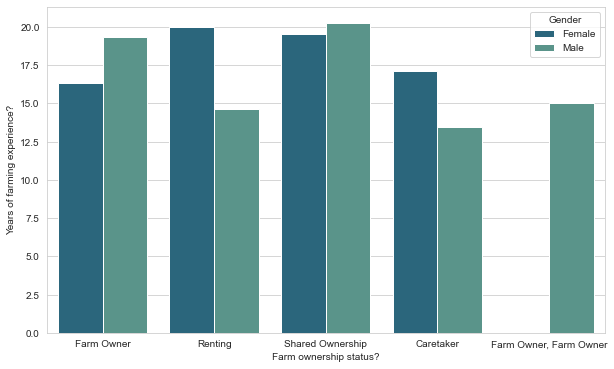 Gender
Female
Male
20.0
17.5
15.0
12.5
10.0
7.5
5.0
2.5
0.0
Years of farming experience?
Farm Owner Renting Shared Ownership Caretaker Farm Owner, Farm Owner
Farm ownership status?